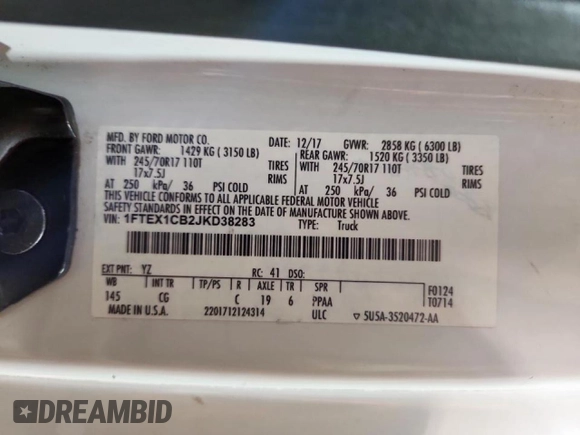 MFD. BY FORD MOTOR CO. DATE: 12/17 GVWR: 2858 KG ( 6300 LB)
FRONT GAWR: 1429 KG ( 3150 LB) REAR GAWR: 1520 KG ( 3350 LB)
WITH 245/70R17 110T TIRES WITH 245/70R17 110T TIRES
17x7.5J RIMS 17x7.5J RIMS
AT 250 kPa/ 36 PSI COLD AT 250 kPa/ 36 PSI COLD
THIS VEHICLE CONFORMS TO ALL APPLICABLE FEDERAL MOTOR VEHICLE
SAFETY AND THEFT PREVENTION STANDARDS IN EFFECT ON THE DATE OF MANUFACTURE SHOWN ABOVE.
VIN: 1FTEX1CB2JKD38283 TYPE: Truck
EXT PNT: YZ RC: 41 DSO:
WB INT TR TP/PS R AXLE TR SPR F0124
145 CG C 19 6 PPAA T0714
MADE IN U.S.A. 2201712124314 ULC ▽ 5U5A-3520472-AA
DREAMBID